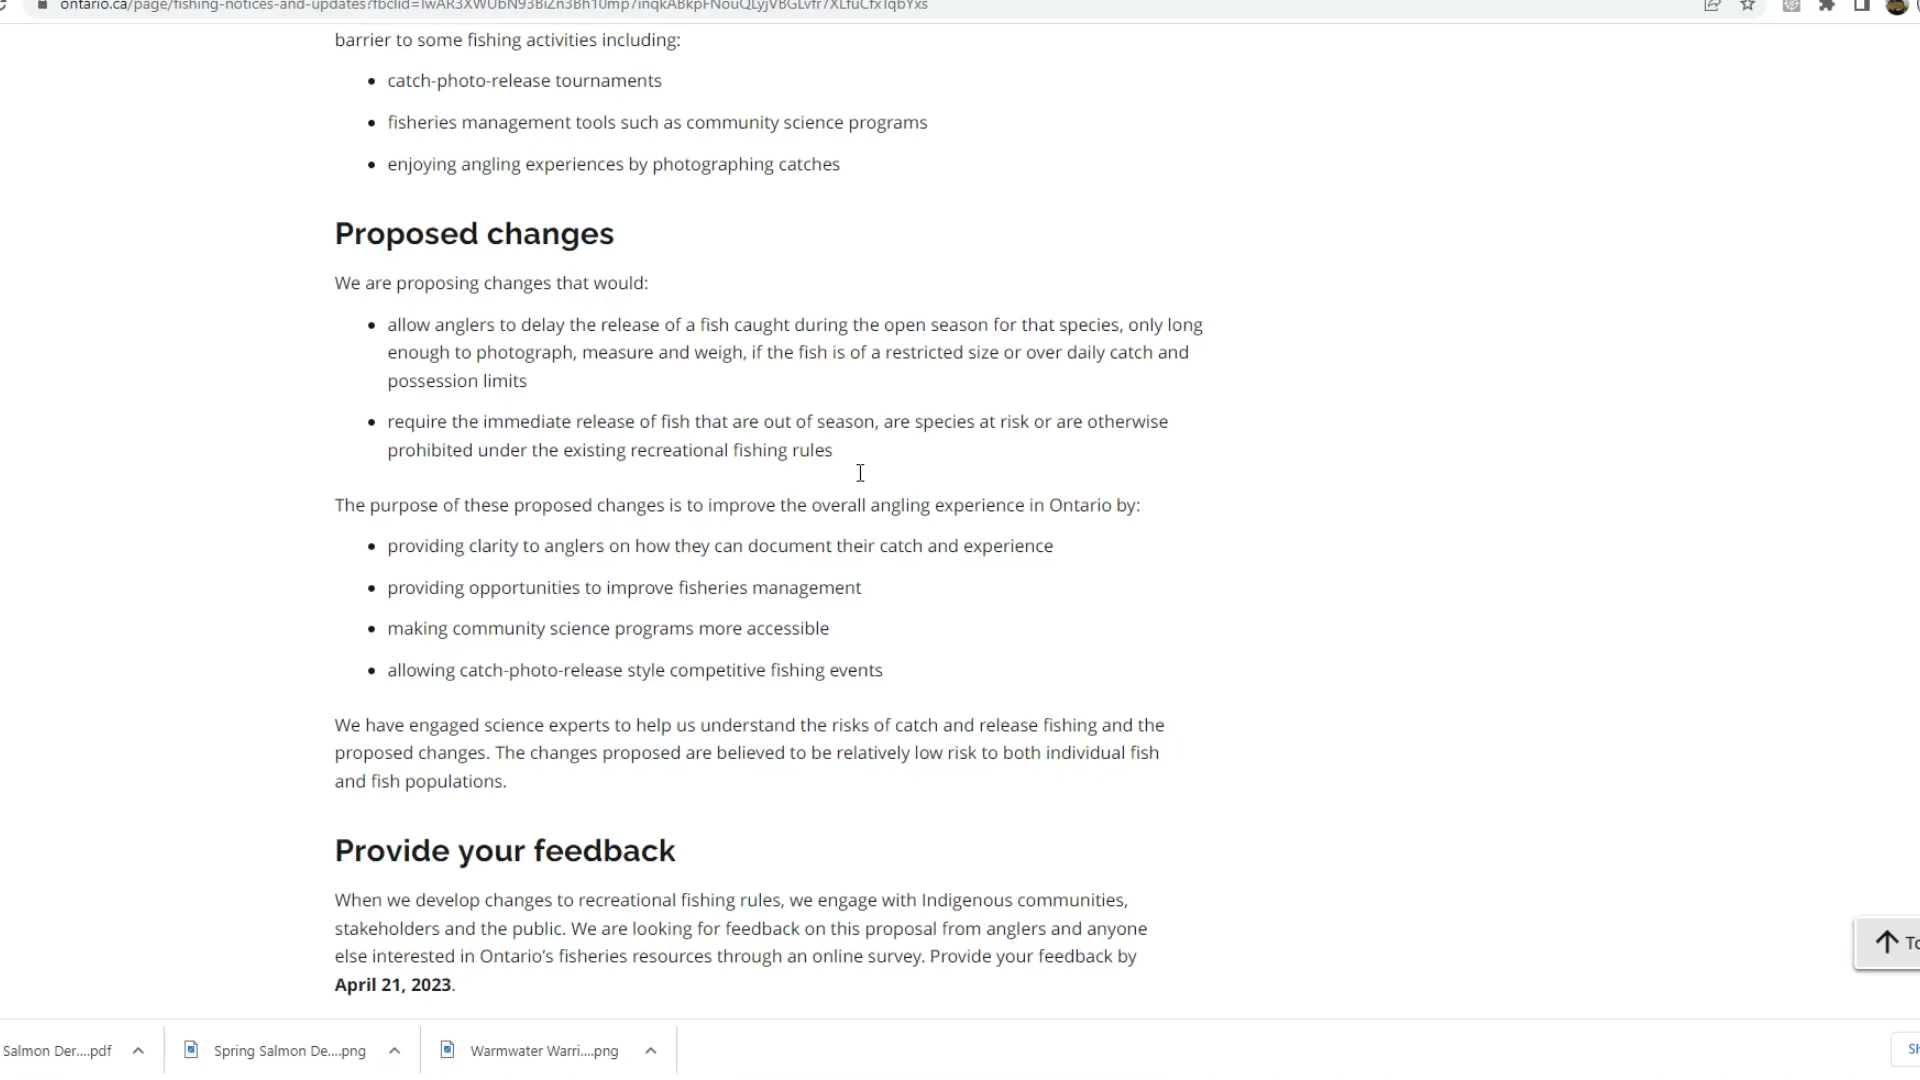 barrier to some fishing activities including:
• catch-photo-release tournaments
• fisheries management tools such as community science programs
• enjoying angling experiences by photographing catches
Proposed changes
We are proposing changes that would:
• allow anglers to delay the release of a fish caught during the open season for that species, only long
enough to photograph, measure and weigh, if the fish is of a restricted size or over daily catch and
possession limits
• require the immediate release of fish that are out of season, are species at risk or are otherwise
prohibited under the existing recreational fishing rules
The purpose of these proposed changes is to improve the overall angling experience in Ontario by:
• providing clarity to anglers on how they can document their catch and experience
• providing opportunities to improve fisheries management
• making community science programs more accessible
• allowing catch-photo-release style competitive fishing events
We have engaged science experts to help us understand the risks of catch and release fishing and the
proposed changes. The changes proposed are believed to be relatively low risk to both individual fish
and fish populations.
Provide your feedback
When we develop changes to recreational fishing rules, we engage with Indigenous communities,
stakeholders and the public. We are looking for feedback on this proposal from anglers and anyone
else interested in Ontario's fisheries resources through an online survey. Provide your feedback by
April 21, 2023.
To
Salmon Der....pdf
Spring Salmon De....png
Warmwater Warri....png
Sh